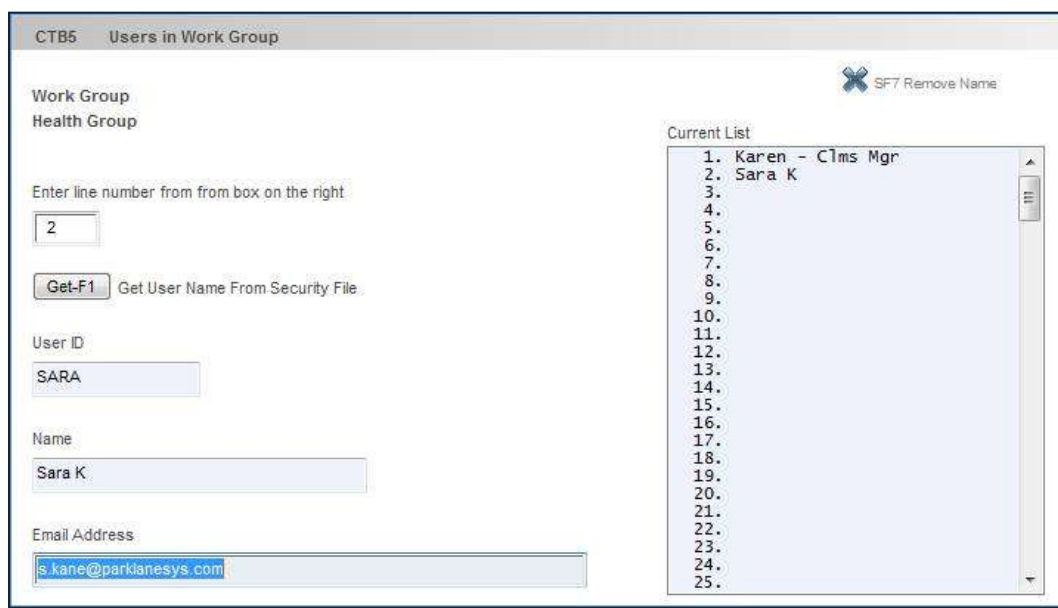 CTB5 Users in Work Group
SF7 Remove Name
Work Group
Health Group
Enter line number from from box on the right
2
Get-F1 Get User Name From Security File
User ID
SARA
Name
Sara K
Email Address
s.kane@parklanesys.com
Current List
1. Karen - Clms Mgr
2. Sara K
3.
4.
5.
6.
7.
8.
9.
10.
11.
12.
13.
14.
15.
16.
17.
18.
19.
20.
21.
22.
23.
24.
25.